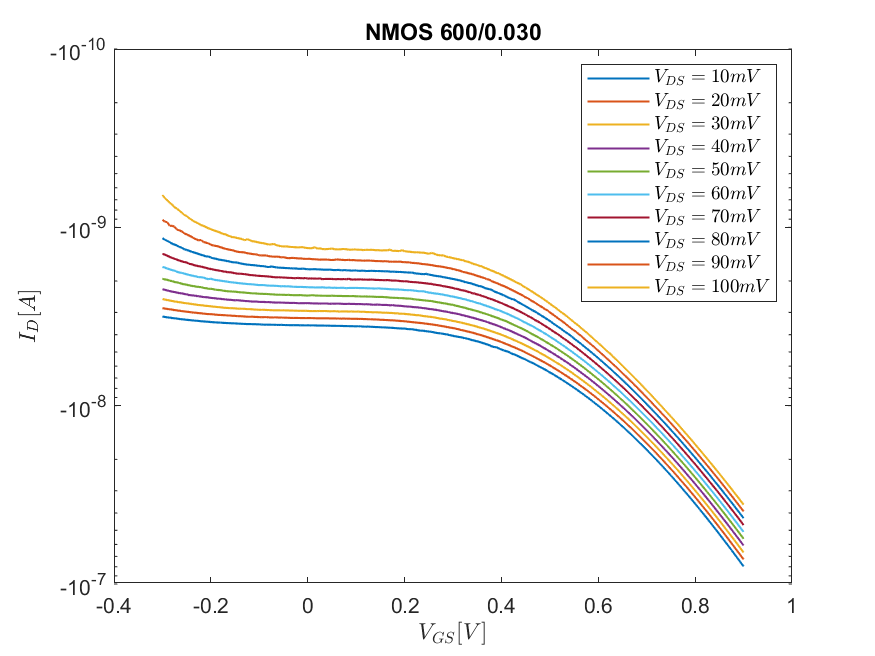 NMOS 600/0.030
-10^-10
-10^-9
-10^-8
-10^-7
I_D[A]
V_DS = 10mV
V_DS = 20mV
V_DS = 30mV
V_DS = 40mV
V_DS = 50mV
V_DS = 60mV
V_DS = 70mV
V_DS = 80mV
V_DS = 90mV
V_DS = 100mV
-0.4 -0.2 0 0.2 0.4 0.6 0.8 1
V_GS[V]